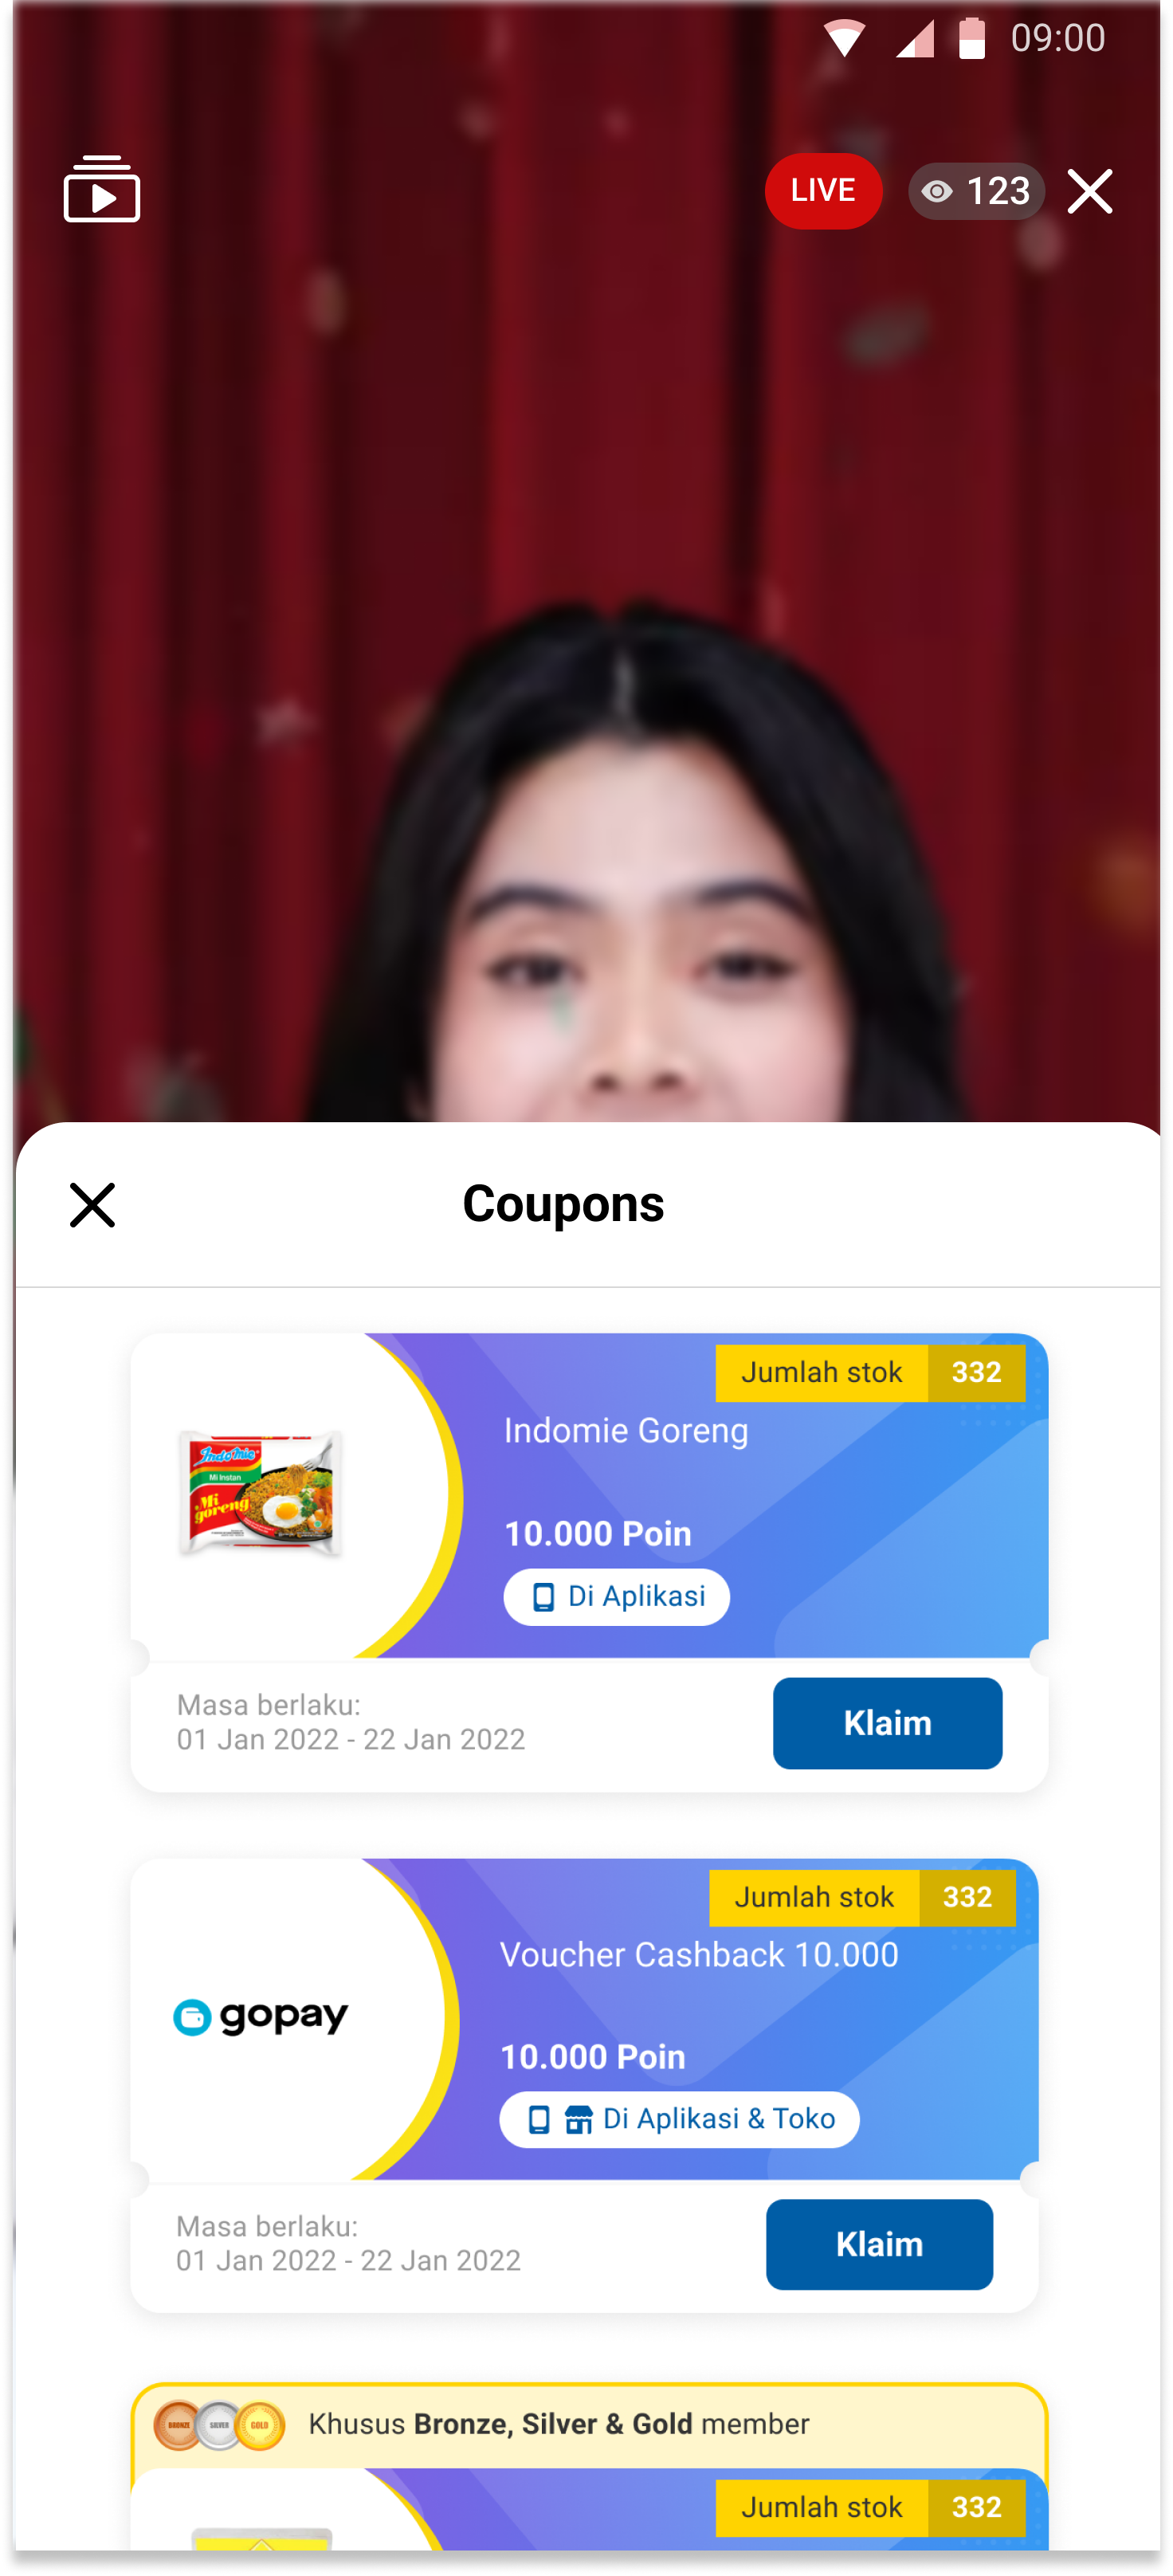 09:00
LIVE
123
Coupons
Jumlah stok 332
Indomie Goreng
Indomie
Mi Instan
Mi
goreng
10.000 Poin
Di Aplikasi
Masa berlaku:
01 Jan 2022 - 22 Jan 2022
Klaim
Jumlah stok 332
Voucher Cashback 10.000
gopay
10.000 Poin
Di Aplikasi & Toko
Masa berlaku:
01 Jan 2022 - 22 Jan 2022
Klaim
BRONZE SILVER GOLD
Khusus Bronze, Silver & Gold member
Jumlah stok 332